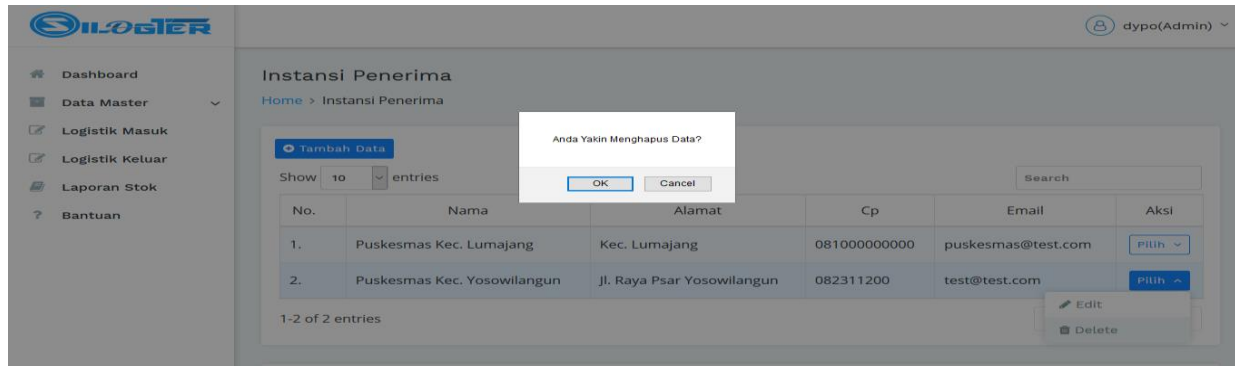 SILOGTER
dypo(Admin)
Dashboard
Data Master
Logistik Masuk
Logistik Keluar
Laporan Stok
Bantuan
Instansi Penerima
Home > Instansi Penerima
Anda Yakin Menghapus Data?
OK Cancel
Tambah Data
Show 10 entries
Search
No. Nama Alamat Cp Email Aksi
1. Puskesmas Kec. Lumajang Kec. Lumajang 081000000000 puskesmas@test.com Pilih
2. Puskesmas Kec. Yosowilangun Jl. Raya Psar Yosowilangun 082311200 test@test.com Pilih
Edit
Delete
1-2 of 2 entries